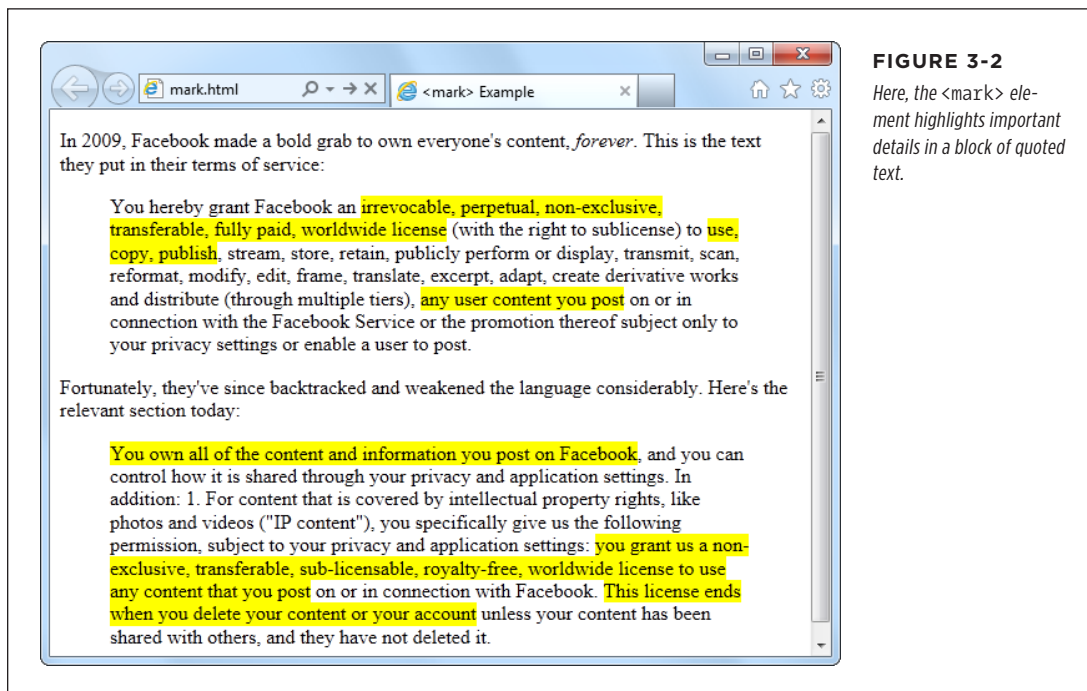 mark.html
<mark> Example
In 2009, Facebook made a bold grab to own everyone's content, forever. This is the text
they put in their terms of service:
You hereby grant Facebook an irrevocable, perpetual, non-exclusive,
transferable, fully paid, worldwide license (with the right to sublicense) to use,
copy, publish, stream, store, retain, publicly perform or display, transmit, scan,
reformat, modify, edit, frame, translate, excerpt, adapt, create derivative works
and distribute (through multiple tiers), any user content you post on or in
connection with the Facebook Service or the promotion thereof subject only to
your privacy settings or enable a user to post.
Fortunately, they've since backtracked and weakened the language considerably. Here's the
relevant section today:
You own all of the content and information you post on Facebook, and you can
control how it is shared through your privacy and application settings. In
addition: 1. For content that is covered by intellectual property rights, like
photos and videos ("IP content"), you specifically give us the following
permission, subject to your privacy and application settings: you grant us a non-
exclusive, transferable, sub-licensable, royalty-free, worldwide license to use
any content that you post on or in connection with Facebook. This license ends
when you delete your content or your account unless your content has been
shared with others, and they have not deleted it.
FIGURE 3-2
Here, the <mark> ele-
ment highlights important
details in a block of quoted
text.